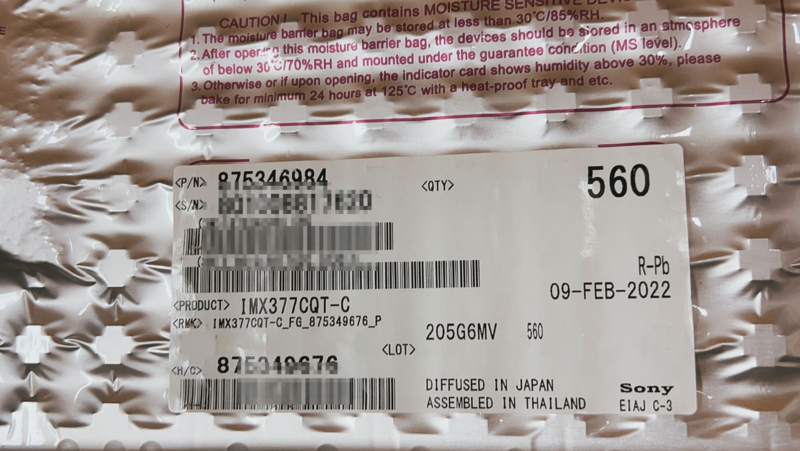 CAUTION! This bag contains MOISTURE SENSITIVE
1. The moisture barrier bag may be stored at less than 30℃/85%RH.
2. After opening this moisture barrier bag, the devices should be stored in an atmosphere
of below 30℃/70%RH and mounted under the guarantee condition (MS level).
3. Otherwise or if upon opening, the indicator card shows humidity above 30%, please
bake for minimum 24 hours at 125℃ with a heat-proof tray and etc.
<P/N> 875346984
<QTY> 560
<S/N>
R-Pb
09-FEB-2022
<PRODUCT> IMX377CQT-C
<RMK> IMX377CQT-C_FG_875349676_P
<LOT> 205G6MV 560
<H/C> 875349676
DIFFUSED IN JAPAN
ASSEMBLED IN THAILAND
Sony
EIAJ C-3